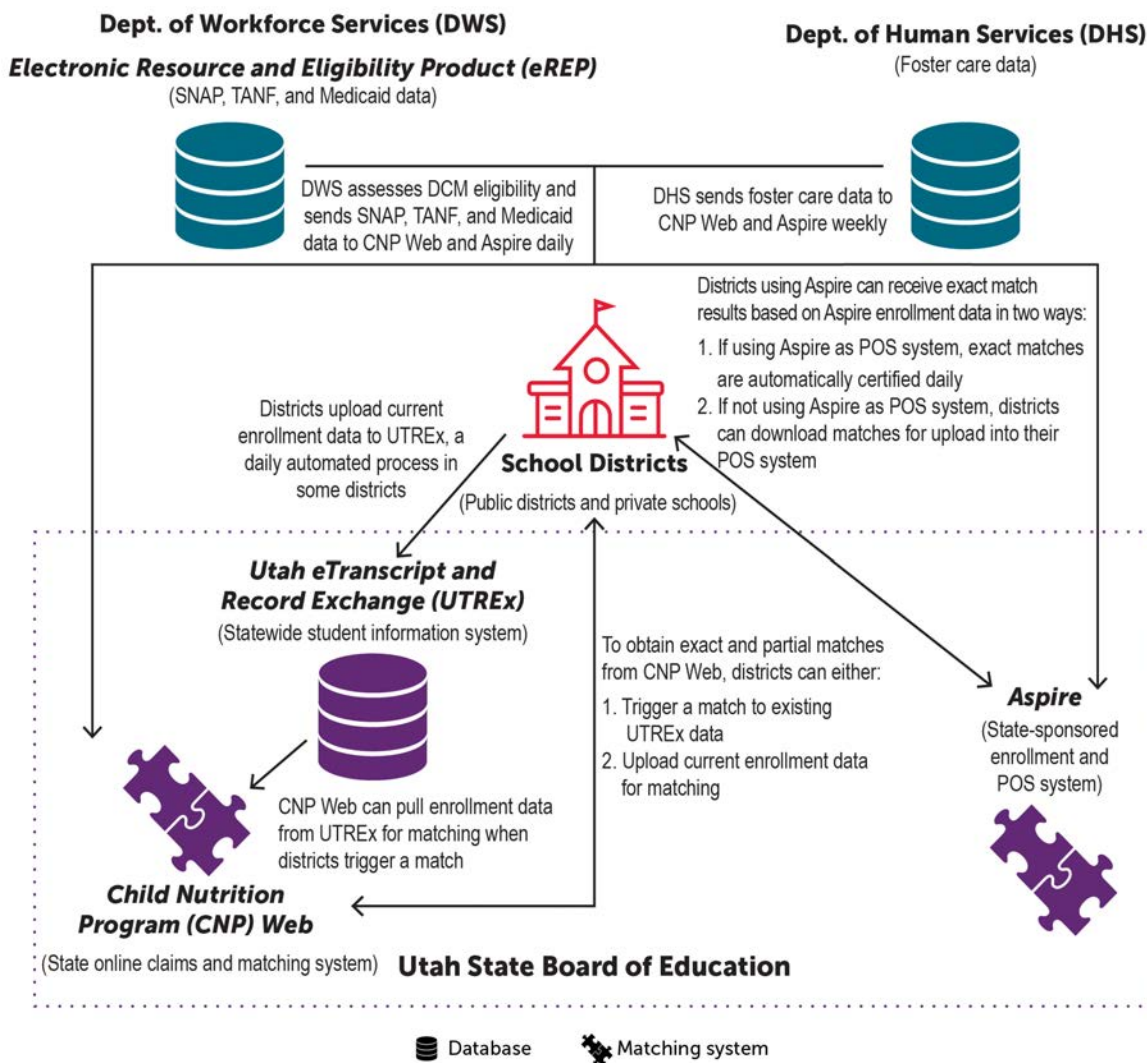 Dept. of Workforce Services (DWS)
Electronic Resource and Eligibility Product (eREP)
(SNAP, TANF, and Medicaid data)
Dept. of Human Services (DHS)
(Foster care data)
DWS assesses DCM eligibility and
sends SNAP, TANF, and Medicaid
data to CNP Web and Aspire daily
DHS sends foster care data to
CNP Web and Aspire weekly
Districts using Aspire can receive exact match
results based on Aspire enrollment data in two ways:
1. If using Aspire as POS system, exact matches
are automatically certified daily
2. If not using Aspire as POS system, districts
can download matches for upload into their
POS system
Districts upload current
enrollment data to UTREx, a
daily automated process in
some districts
School Districts
(Public districts and private schools)
Utah eTranscript and
Record Exchange (UTREx)
(Statewide student information system)
To obtain exact and partial matches
from CNP Web, districts can either:
1. Trigger a match to existing
UTREx data
2. Upload current enrollment data
for matching
Aspire
(State-sponsored
enrollment and
POS system)
CNP Web can pull enrollment data
from UTREx for matching when
districts trigger a match
Child Nutrition
Program (CNP) Web
(State online claims and matching system)
Utah State Board of Education
Database
Matching system